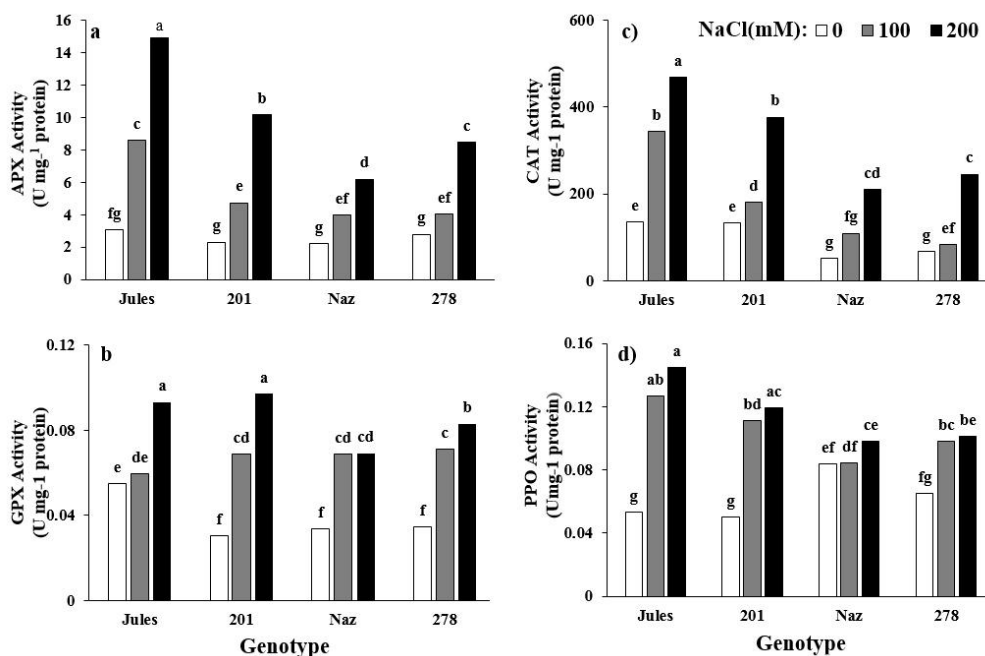 a
APX Activity
(U mg-¹ protein)
16
14
12
10
8
6
4
2
0
fg c a
g e b
g ef d
g ef c
Jules 201 Naz 278
c)
NaCl(mM): 0 100 200
CAT Activity
(U mg-1 protein)
600
400
200
0
e b a
e d b
g fg cd
g ef c
Jules 201 Naz 278
b
GPX Activity
(U mg-1 protein)
0.12
0.08
0.04
0
e de a
f cd a
f cd cd
f c b
Jules 201 Naz 278
Genotype
d)
PPO Activity
(Umg-1 protein)
0.16
0.12
0.08
0.04
0
g ab a
g bd ac
ef df ce
fg bc be
Jules 201 Naz 278
Genotype